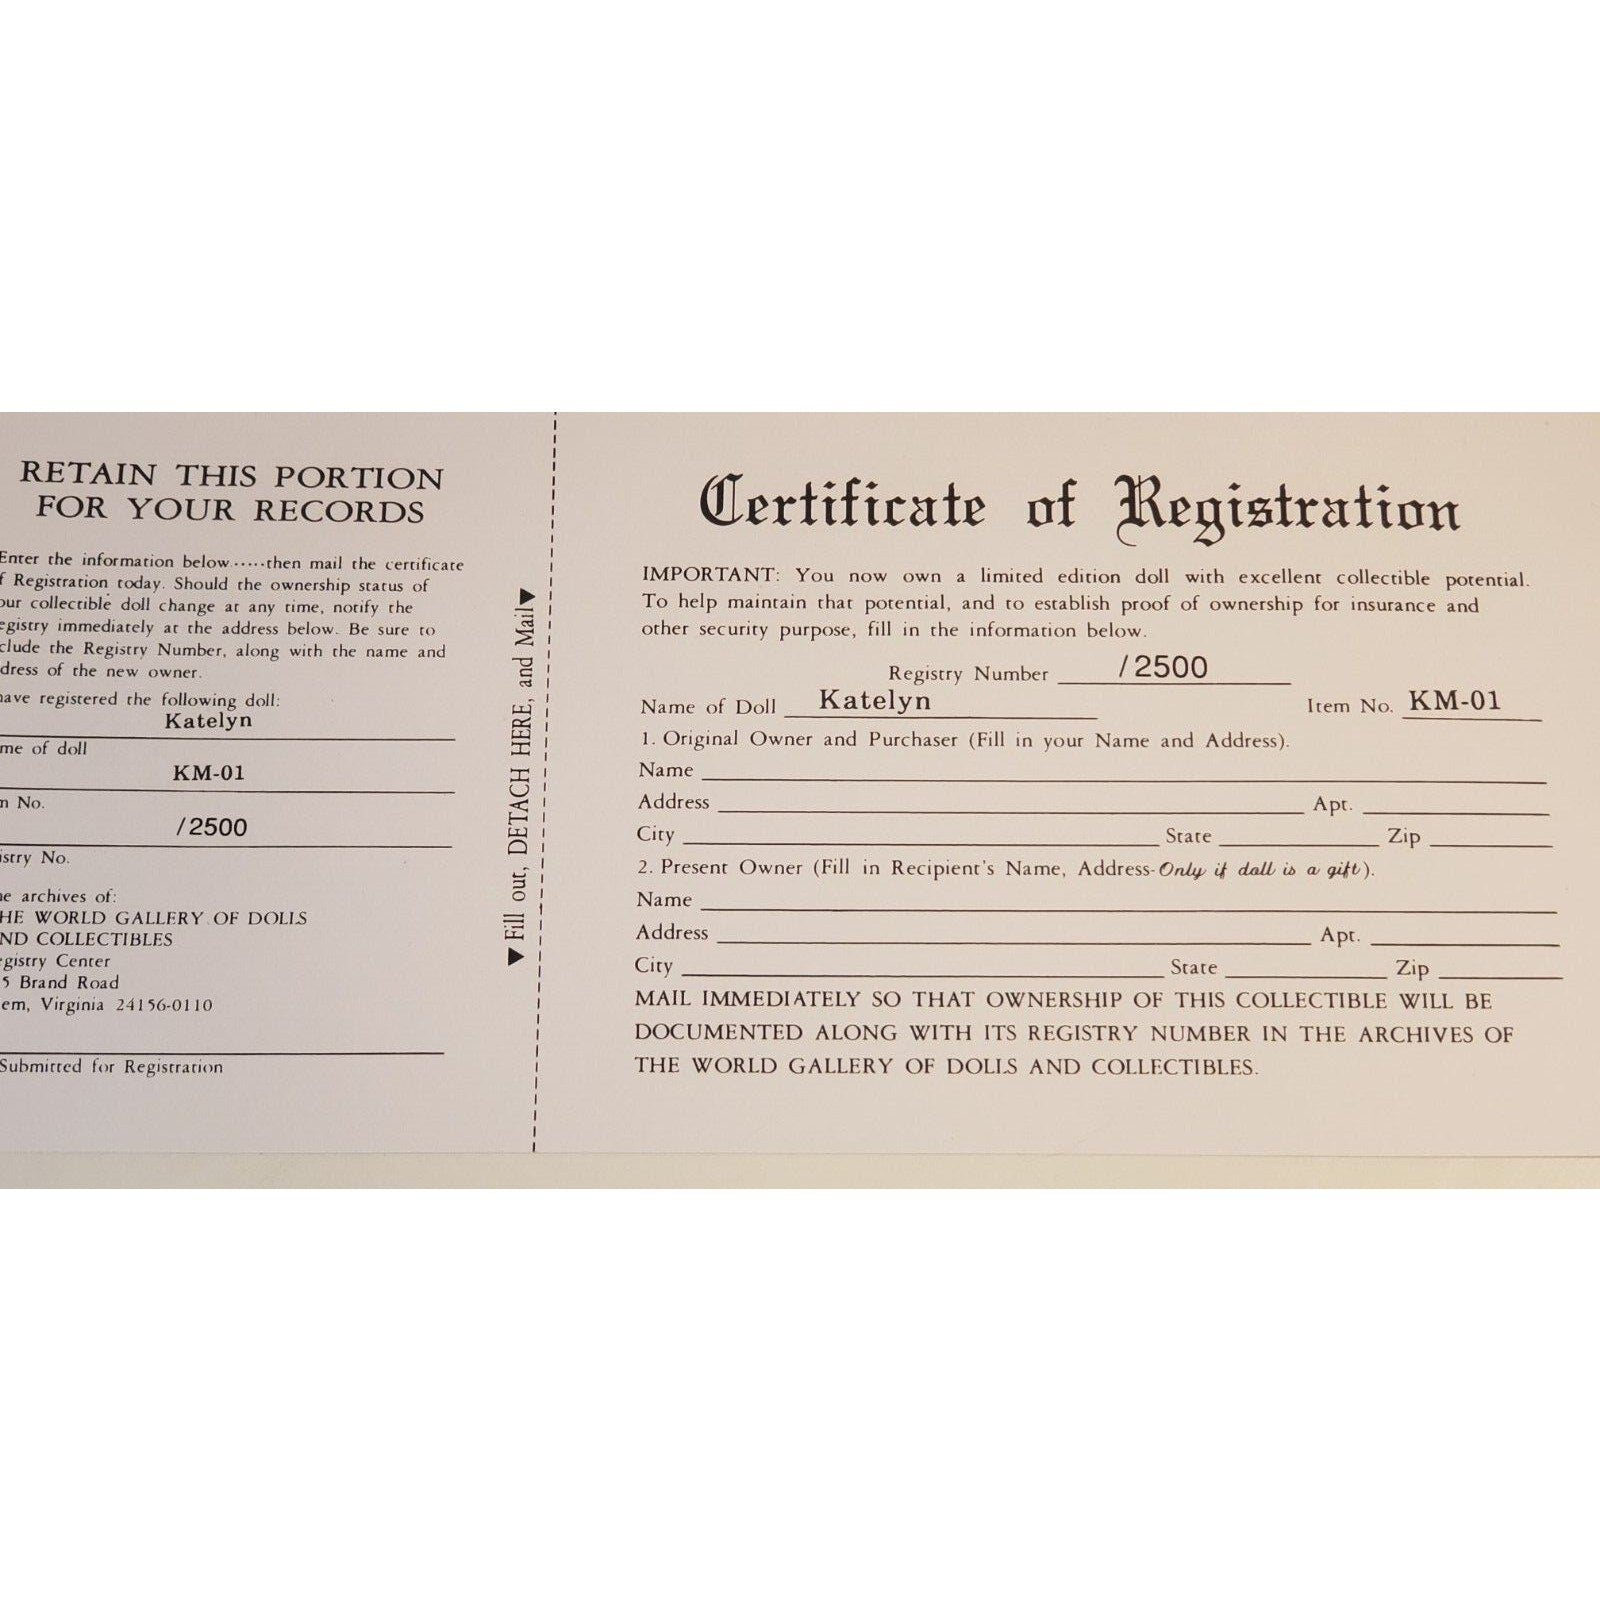 RETAIN THIS PORTION
FOR YOUR RECORDS
Enter the information below.....then mail the certificate
f Registration today. Should the ownership status of
our collectible doll change at any time, notify the
egistry immediately at the address below. Be sure to
clude the Registry Number, along with the name and
dress of the new owner.
have registered the following doll:
Katelyn
me of doll
KM-01
n No.
/2500
istry No.
he archives of:
HE WORLD GALLERY OF DOLLS
ND COLLECTIBLES
egistry Center
5 Brand Road
em, Virginia 24156-0110
Submitted for Registration
▼ Fill out, DETACH HERE, and Mail ▼
Certificate of Registration
IMPORTANT: You now own a limited edition doll with excellent collectible potential.
To help maintain that potential, and to establish proof of ownership for insurance and
other security purpose, fill in the information below.
Registry Number /2500
Name of Doll Katelyn Item No. KM-01
1. Original Owner and Purchaser (Fill in your Name and Address).
Name
Address Apt.
City State Zip
2. Present Owner (Fill in Recipient's Name, Address-Only if doll is a gift).
Name
Address Apt.
City State Zip
MAIL IMMEDIATELY SO THAT OWNERSHIP OF THIS COLLECTIBLE WILL BE
DOCUMENTED ALONG WITH ITS REGISTRY NUMBER IN THE ARCHIVES OF
THE WORLD GALLERY OF DOLLS AND COLLECTIBLES.